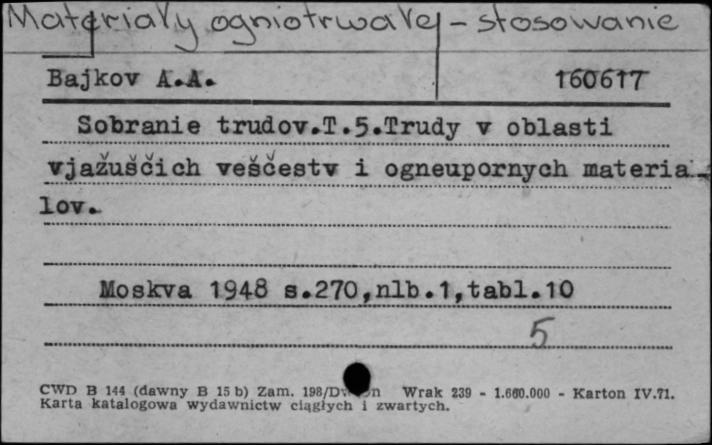 Materiały ogniotrwałe - stosowanie
Bajkov A.A. 160617
Sobranie trudov.T.5.Trudy v oblasti
vjažuščich veščestv i ogneupornych materia-
lov.
Moskva 1948 s.270,nlb.1,tabl.10
5
CWD B 144 (dawny B 15 b) Zam. 198/ Wrak 239 - 1.600.000 - Karton IV.71.
Karta katalogowa wydawnictw ciągłych i zwartych.